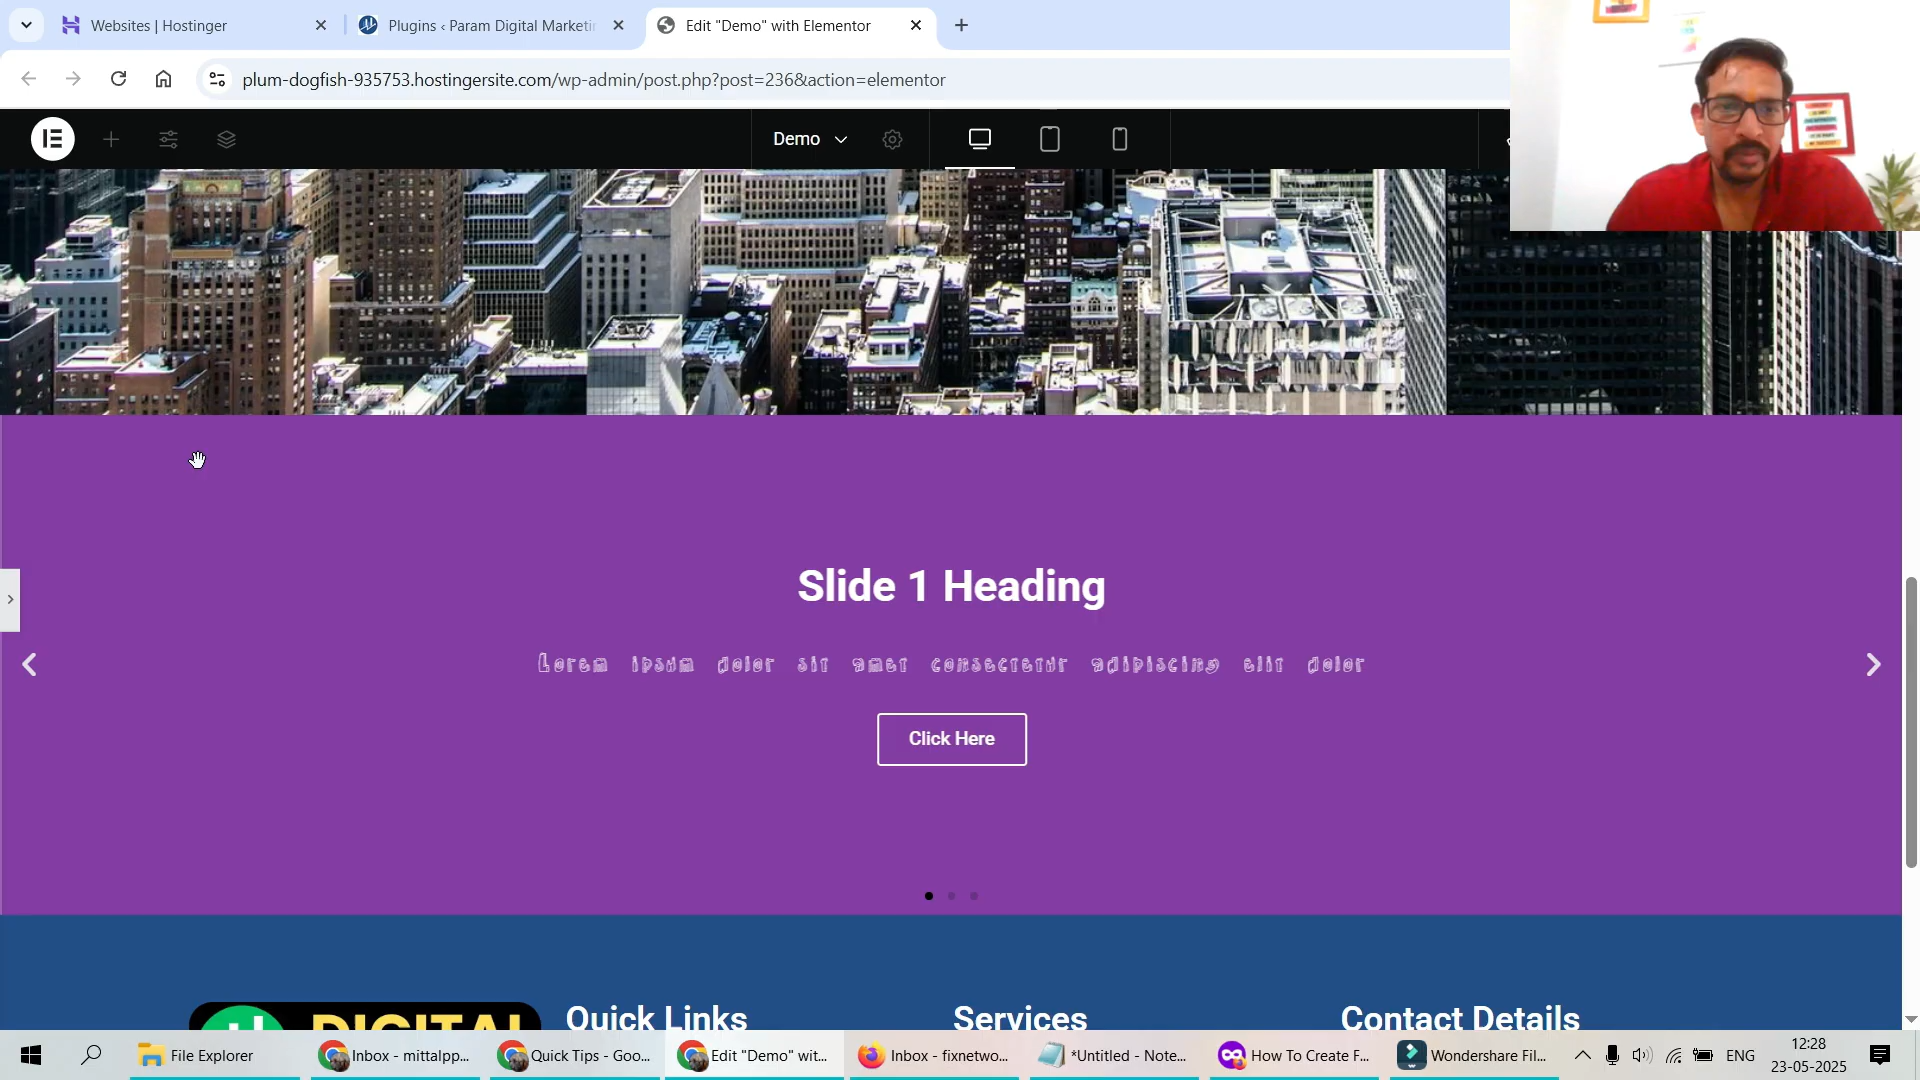 Websites | Hostinger
Plugins ‹ Param Digital Marketin
Edit "Demo" with Elementor
plum-dogfish-935753.hostingersite.com/wp-admin/post.php?post=236&action=elementor
Demo
Slide 1 Heading
Lorem ipsum dolor sit amet consectetur adipiscing elit dolor
Click Here
DIGITAL
Quick Links
Services
Contact Details
File Explorer
Inbox - mittalpp...
Quick Tips - Goo...
Edit "Demo" wit...
Inbox - fixnetwo...
*Untitled - Note...
How To Create F...
Wondershare Fil...
ENG
12:28
23-05-2025